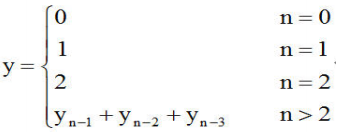 0 n = 0
1 n = 1
y = 2 n = 2
yn−1 + yn−2 + yn−3 n > 2
.